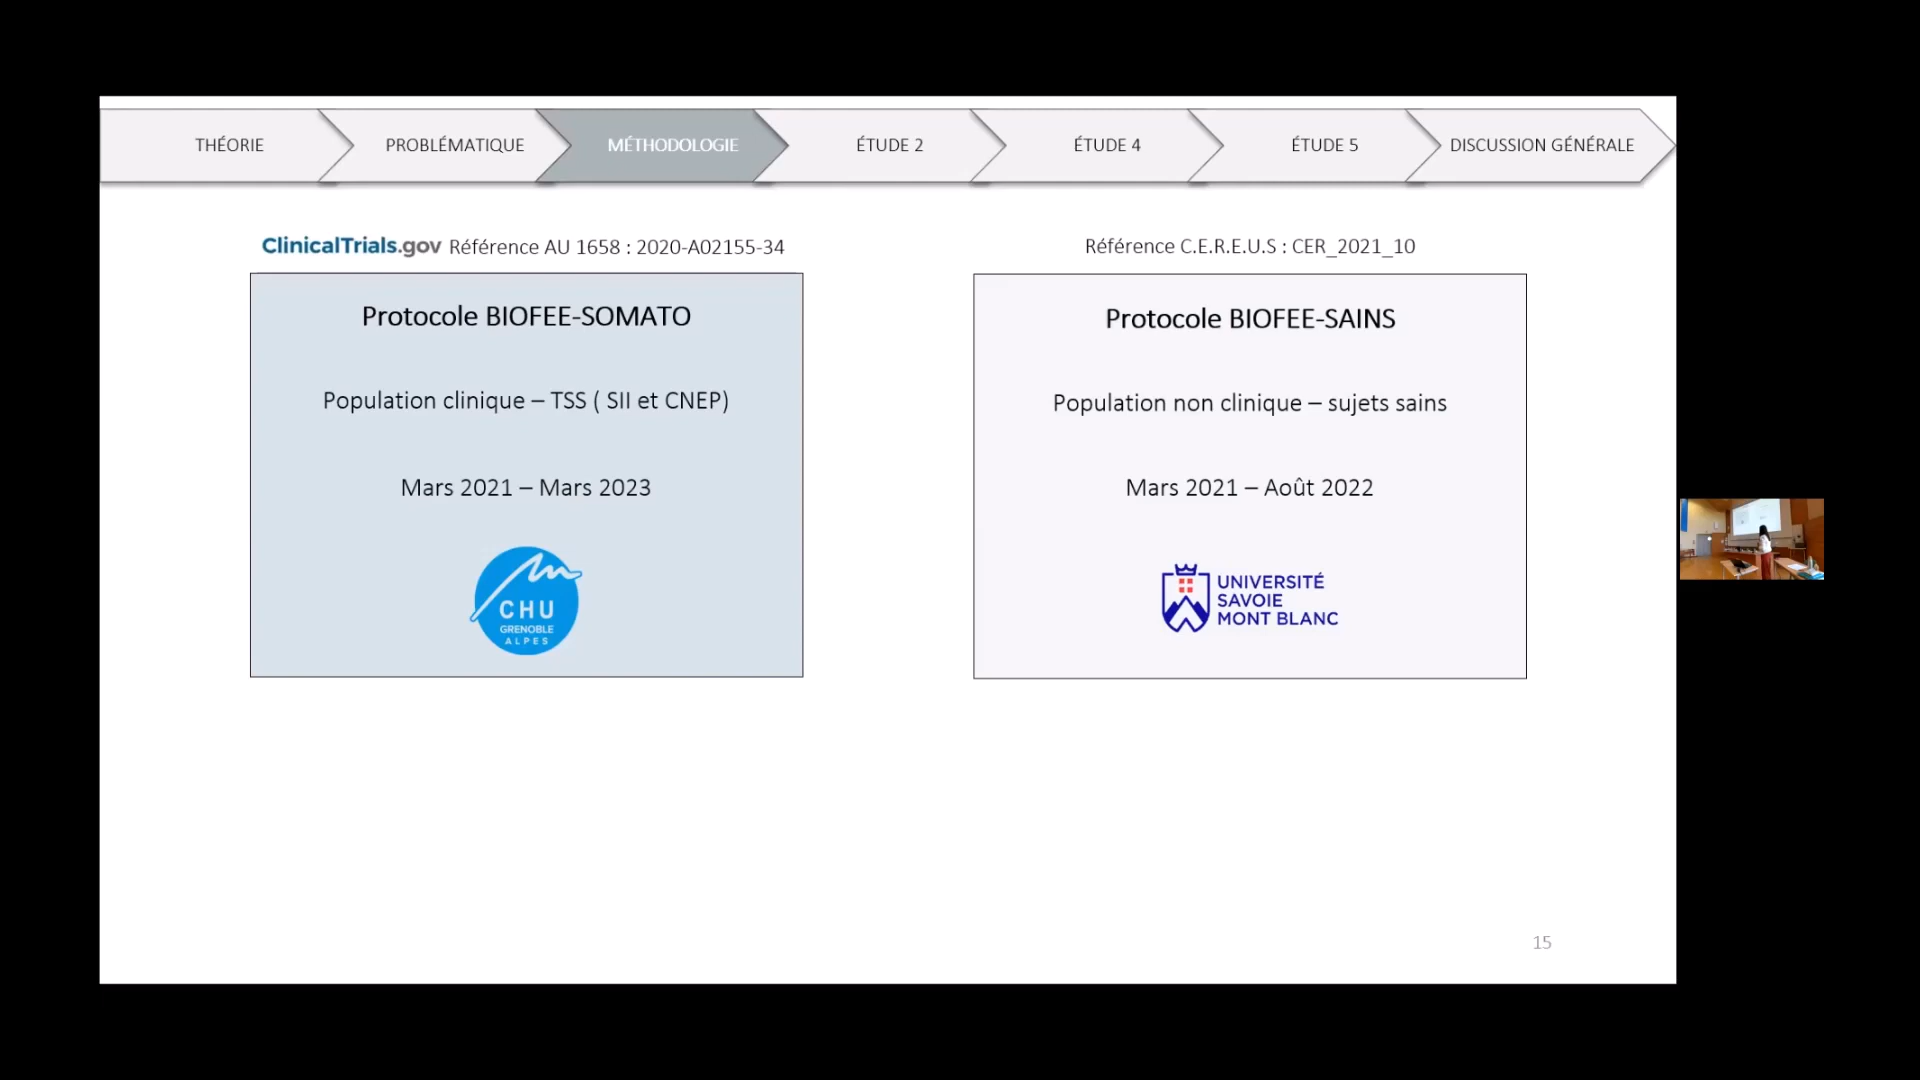 THÉORIE
PROBLÉMATIQUE
MÉTHODOLOGIE
ÉTUDE 2
ÉTUDE 4
ÉTUDE 5
DISCUSSION GÉNÉRALE
ClinicalTrials.gov Référence AU 1658 : 2020-A02155-34
Protocole BIOFEE-SOMATO
Population clinique – TSS ( SII et CNEP)
Mars 2021 – Mars 2023
CHU
GRENOBLE
ALPES
Référence C.E.R.E.U.S : CER_2021_10
Protocole BIOFEE-SAINS
Population non clinique – sujets sains
Mars 2021 – Août 2022
UNIVERSITÉ
SAVOIE
MONT BLANC
15